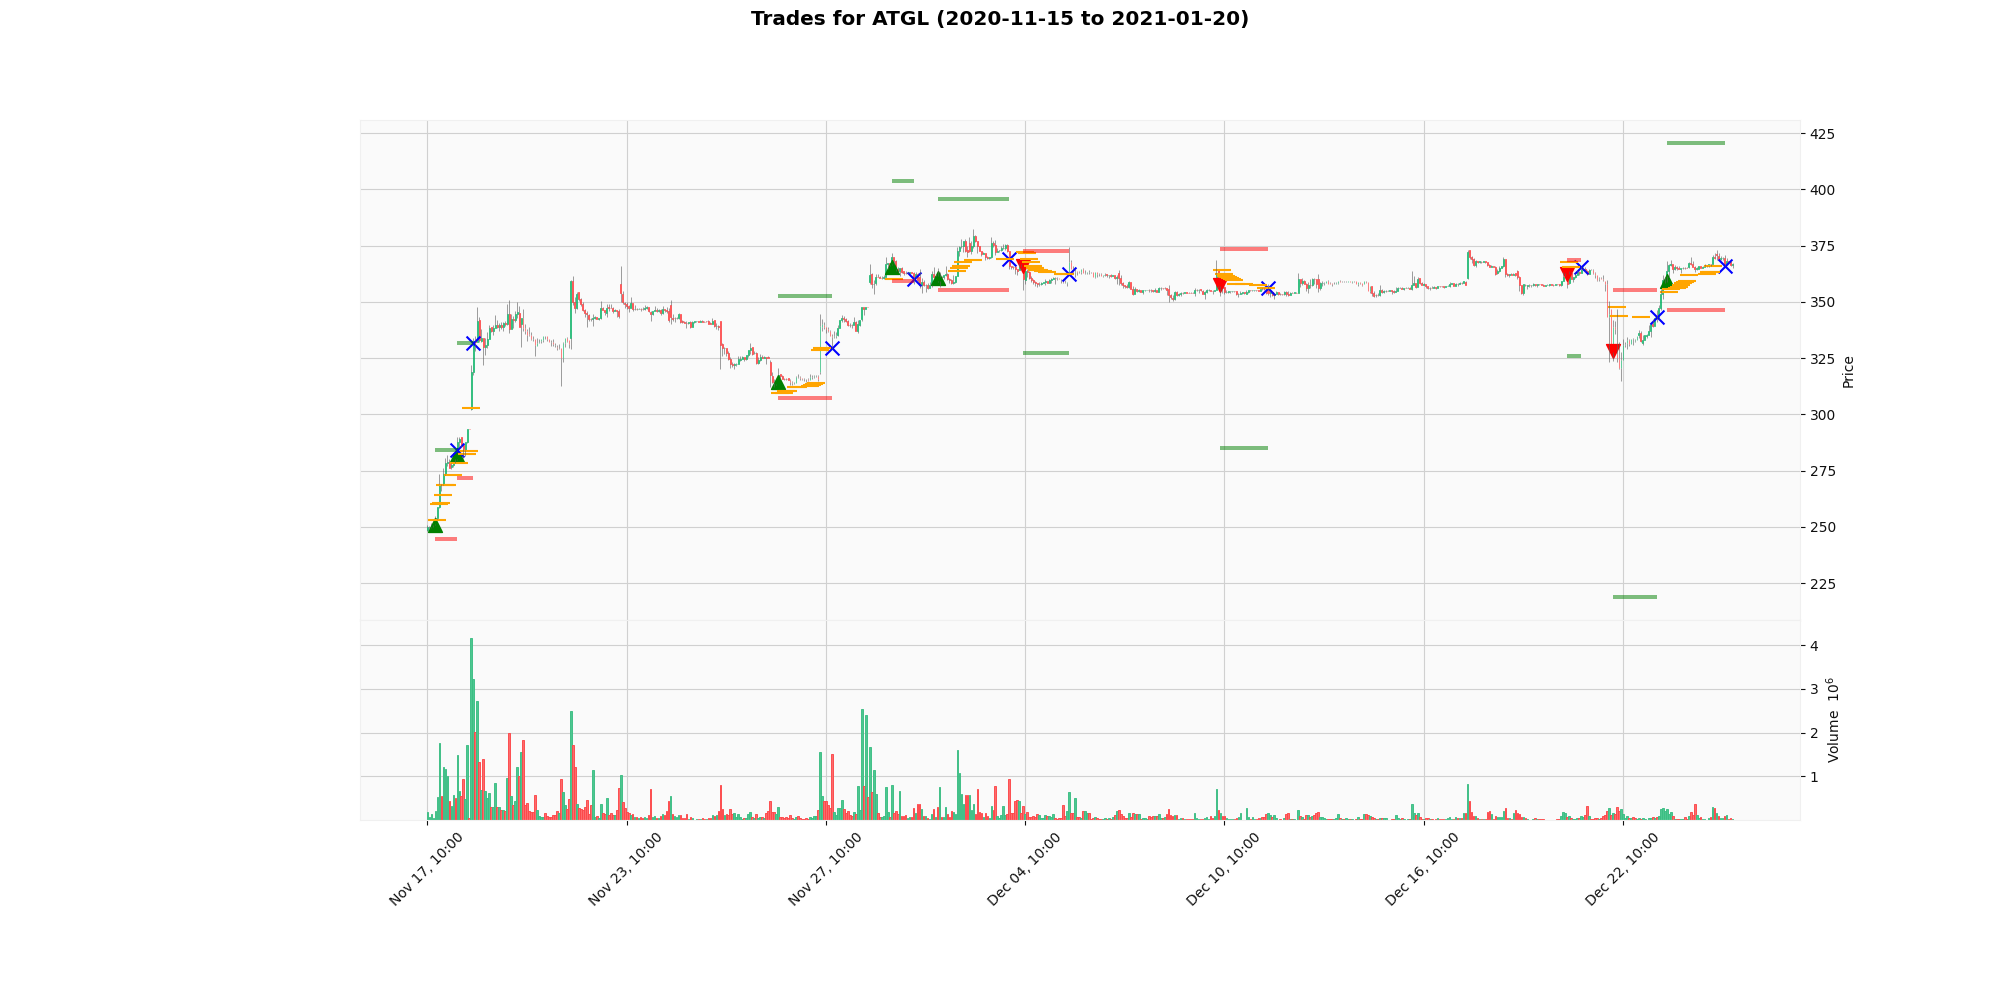 Trades for ATGL (2020-11-15 to 2021-01-20)
425
400
375
350
325
300
275
250
225
Price
4
3
2
1
Volume 10⁶
Nov 17, 10:00
Nov 23, 10:00
Nov 27, 10:00
Dec 04, 10:00
Dec 10, 10:00
Dec 16, 10:00
Dec 22, 10:00